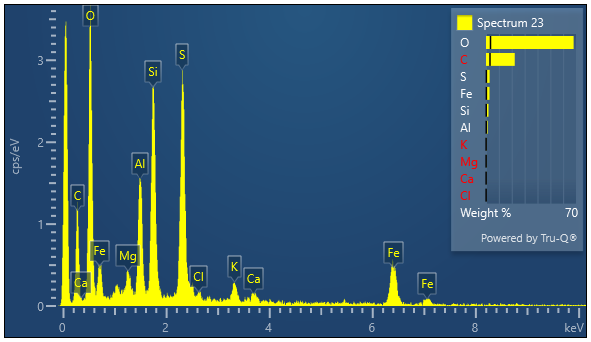 cps/eV
3
2
1
0
O
S
Si
Al
C
Fe
Mg
Ca
Cl
K
Ca
Fe
Fe
0
2
4
6
8
keV
Spectrum 23
O
C
S
Fe
Si
Al
K
Mg
Ca
Cl
Weight % 70
Powered by Tru-Q®